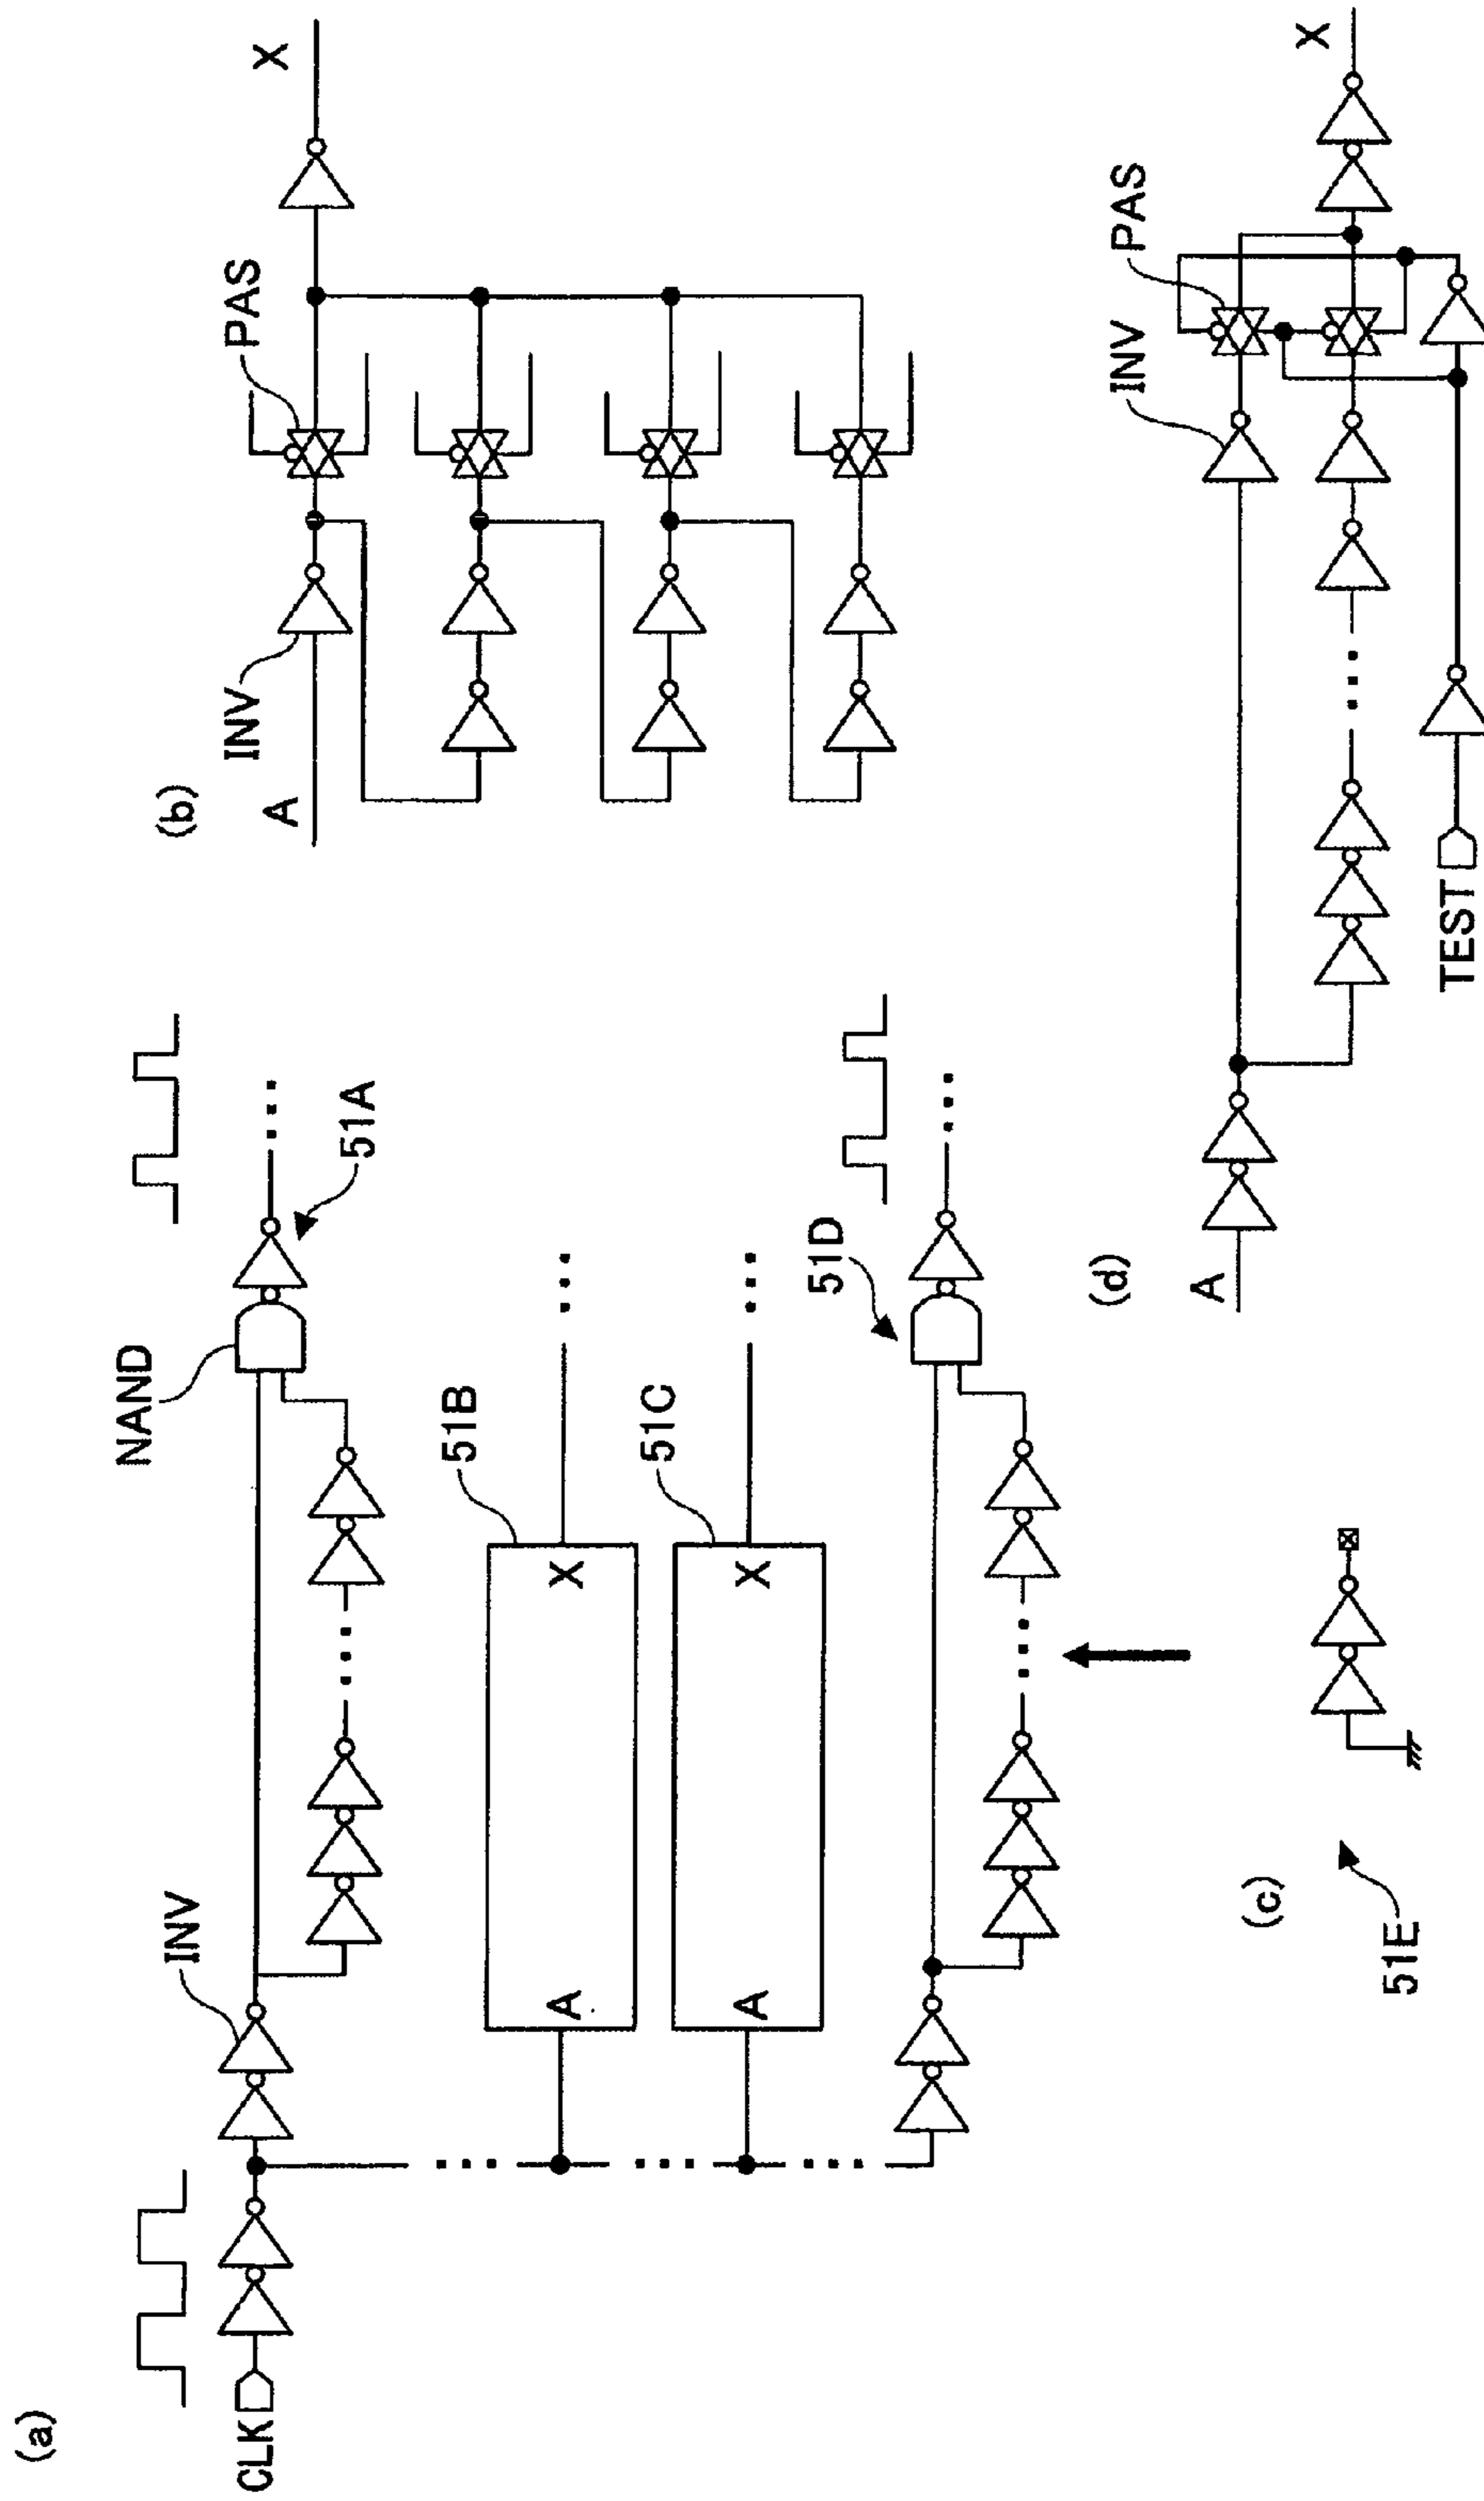 (a)
CLK
INV
NAND
51A
51B
A
X
51C
A
X
51D
(b)
A
INV
PAS
X
(c)
51E
(d)
A
INV
PAS
X
TEST